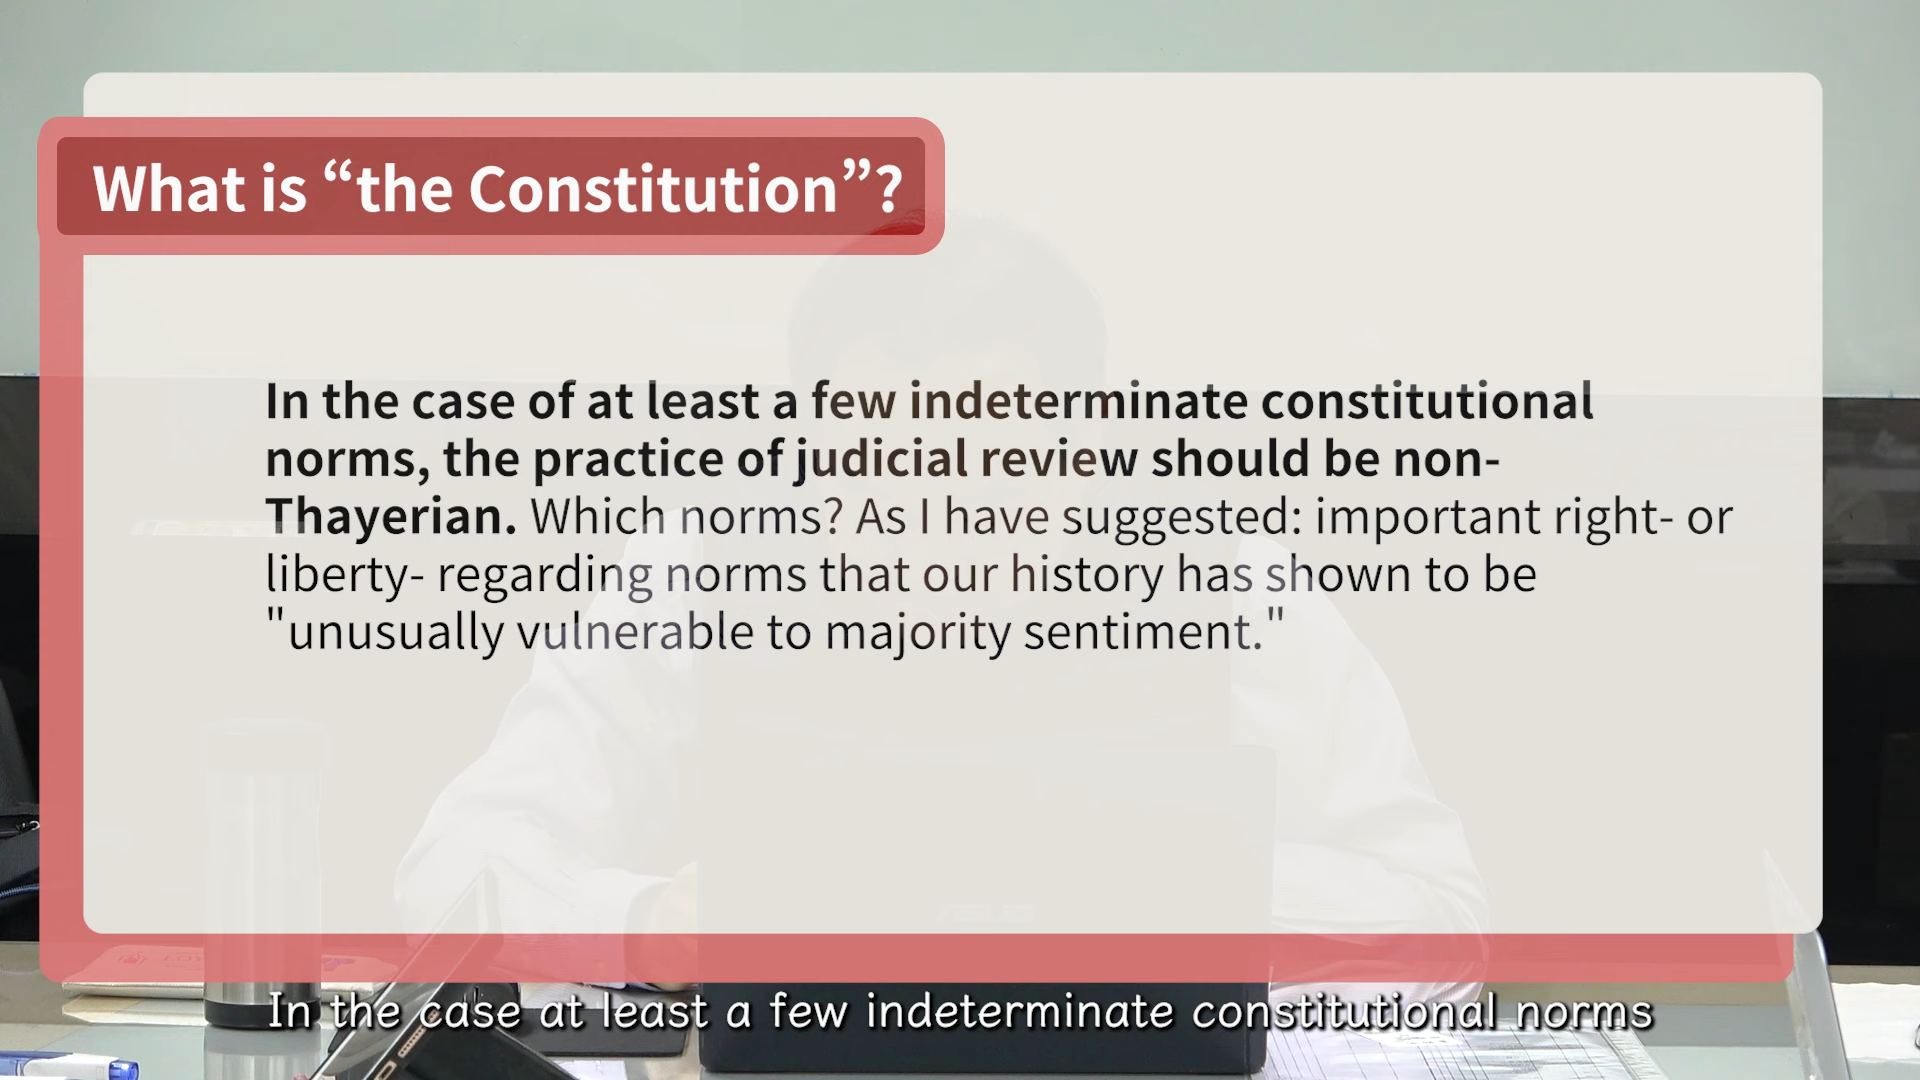 What is “the Constitution”?
In the case of at least a few indeterminate constitutional
norms, the practice of judicial review should be non-
Thayerian. Which norms? As I have suggested: important right- or
liberty- regarding norms that our history has shown to be
"unusually vulnerable to majority sentiment."
In the case at least a few indeterminate constitutional norms